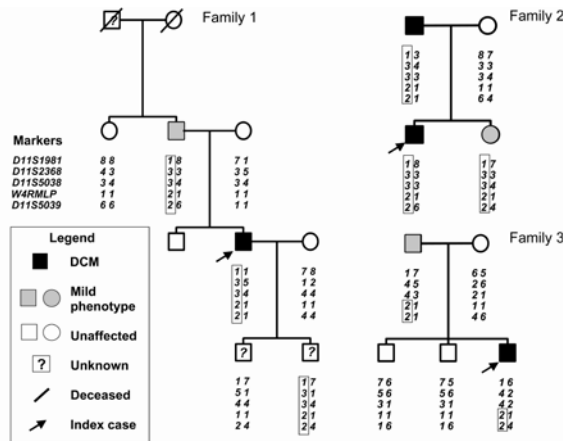 Family 1
?
Markers
D11S1981 8 8 1 8 7 1
D11S2368 4 3 3 3 3 5
D11S5038 3 4 3 4 3 4
W4RMLP 1 1 2 1 1 1
D11S5039 6 6 2 6 1 1
1 1 7 8
3 5 1 2
3 4 4 4
2 1 1 1
2 1 4 4
? ?
1 7 1 7
5 1 3 1
4 4 3 4
1 1 2 1
2 4 2 4
Legend
DCM
Mild
phenotype
Unaffected
? Unknown
Deceased
Index case
Family 2
1 3 8 7
3 4 3 3
3 3 3 4
2 1 1 1
2 1 6 4
1 8 1 7
3 3 3 3
3 3 3 3
2 1 2 1
2 6 2 4
Family 3
1 7 6 5
4 5 2 6
4 3 2 1
2 1 1 1
2 1 4 6
7 6 7 5 1 6
5 6 5 6 4 2
3 1 3 1 4 2
1 1 1 1 2 1
1 6 1 6 2 4